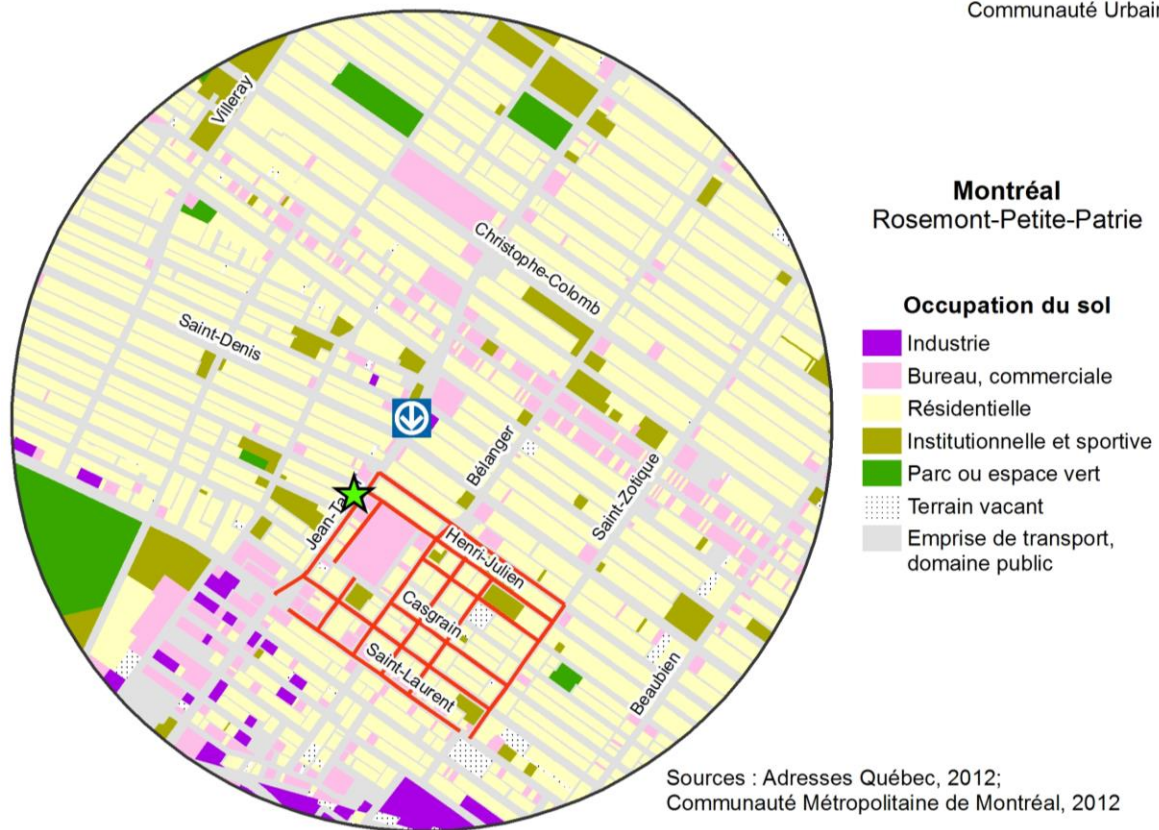 Communauté Urbain
Villeray
Montréal
Rosemont-Petite-Patrie
Christophe-Colomb
Occupation du sol
Industrie
Bureau, commerciale
Résidentielle
Institutionnelle et sportive
Parc ou espace vert
Terrain vacant
Emprise de transport,
domaine public
Saint-Denis
Bélanger
Saint-Zotique
Henri-Julien
Casgrain
Saint-Laurent
Beaubien
Sources : Adresses Québec, 2012;
Communauté Métropolitaine de Montréal, 2012